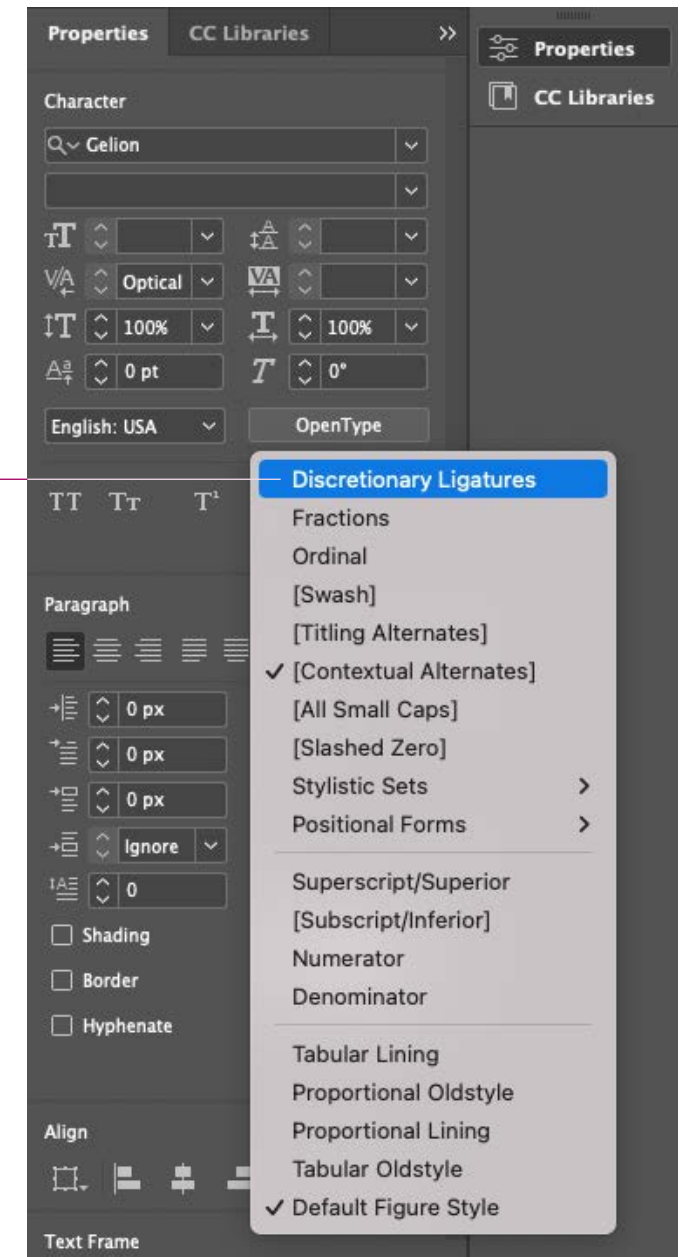 Properties CC Libraries
Properties
CC Libraries
Character
Gelion
Optical
100% 100%
0 pt 0°
English: USA OpenType
TT Tт T¹
Discretionary Ligatures
Fractions
Ordinal
[Swash]
[Titling Alternates]
[Contextual Alternates]
[All Small Caps]
[Slashed Zero]
Stylistic Sets
Positional Forms
Superscript/Superior
[Subscript/Inferior]
Numerator
Denominator
Tabular Lining
Proportional Oldstyle
Proportional Lining
Tabular Oldstyle
Default Figure Style
Paragraph
0 px
0 px
0 px
Ignore
0
Shading
Border
Hyphenate
Align
Text Frame